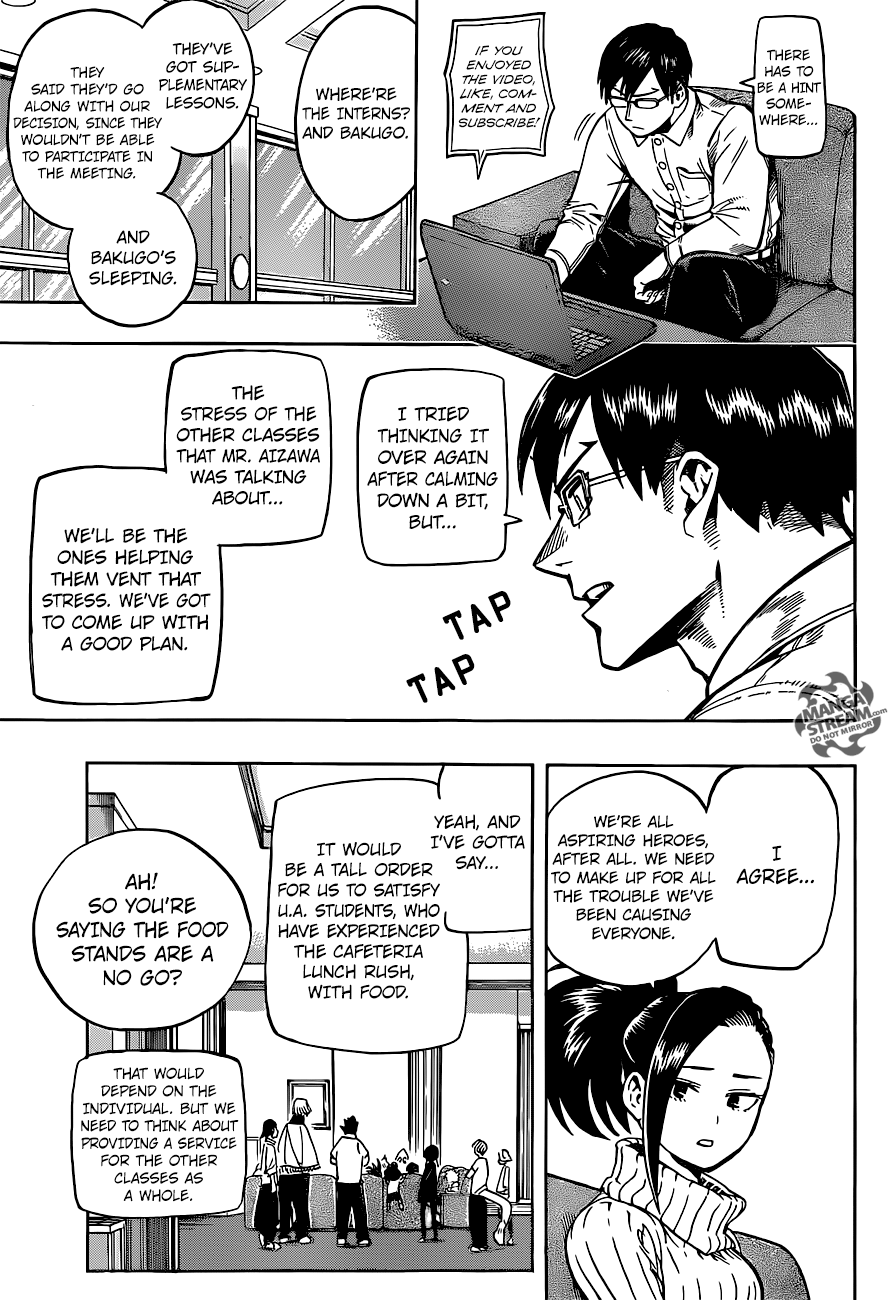 THERE
HAS TO
BE A HINT
SOME-
WHERE...
IF YOU
ENJOYED
THE VIDEO,
LIKE, COM-
MENT AND
SUBSCRIBE!
WHERE'RE
THE INTERNS?
AND BAKUGO.
THEY'VE
GOT SUP-
PLEMENTARY
LESSONS.
THEY
SAID THEY'D GO
ALONG WITH OUR
DECISION, SINCE THEY
WOULDN'T BE ABLE
TO PARTICIPATE IN
THE MEETING.
AND
BAKUGO'S
SLEEPING.
I TRIED
THINKING IT
OVER AGAIN
AFTER CALMING
DOWN A BIT,
BUT...
THE
STRESS OF THE
OTHER CLASSES
THAT MR. AIZAWA
WAS TALKING
ABOUT...
WE'LL BE THE
ONES HELPING
THEM VENT THAT
STRESS. WE'VE GOT
TO COME UP WITH
A GOOD PLAN.
TAP
TAP
MANGA
STREAM.com
DO NOT MIRROR
I
AGREE...
WE'RE ALL
ASPIRING HEROES,
AFTER ALL. WE NEED
TO MAKE UP FOR ALL
THE TROUBLE WE'VE
BEEN CAUSING
EVERYONE.
YEAH, AND
I'VE GOTTA
SAY...
IT WOULD
BE A TALL ORDER
FOR US TO SATISFY
U.A. STUDENTS, WHO
HAVE EXPERIENCED
THE CAFETERIA
LUNCH RUSH,
WITH FOOD.
AH!
SO YOU'RE
SAYING THE FOOD
STANDS ARE A
NO GO?
THAT WOULD
DEPEND ON THE
INDIVIDUAL. BUT WE
NEED TO THINK ABOUT
PROVIDING A SERVICE
FOR THE OTHER
CLASSES AS
A WHOLE.